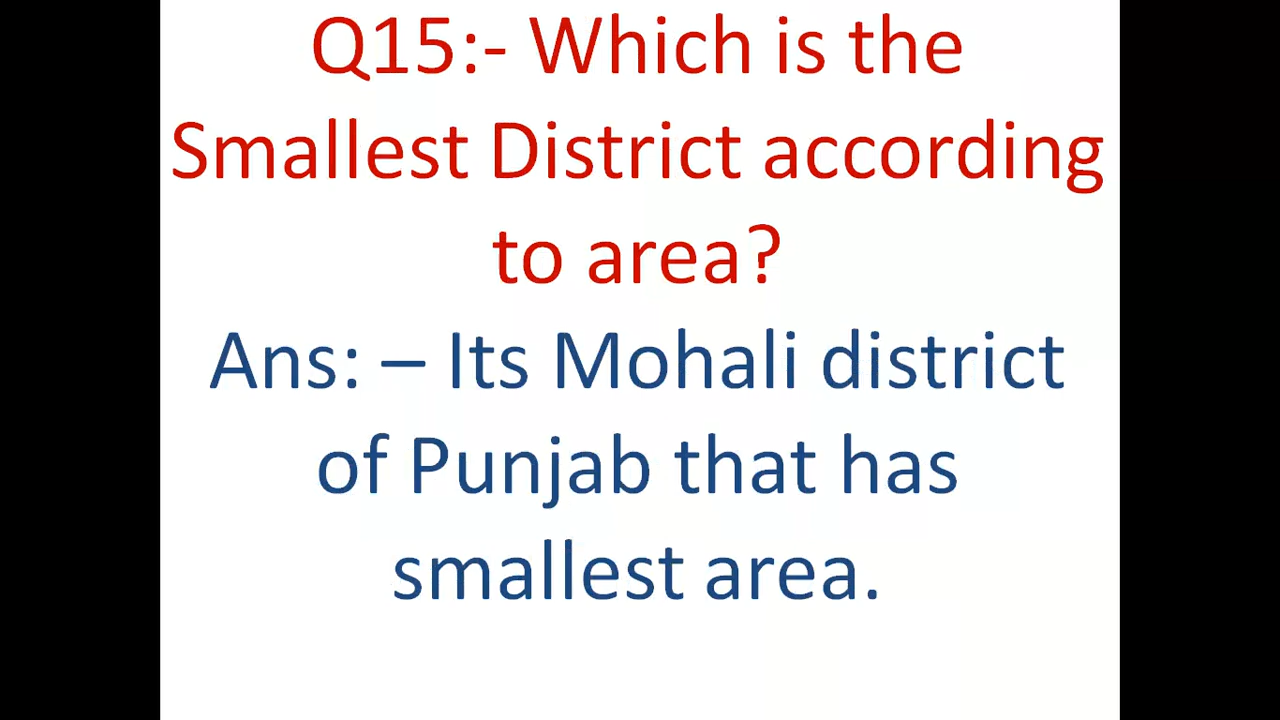 Q15:- Which is the
Smallest District according
to area?
Ans: – Its Mohali district
of Punjab that has
smallest area.